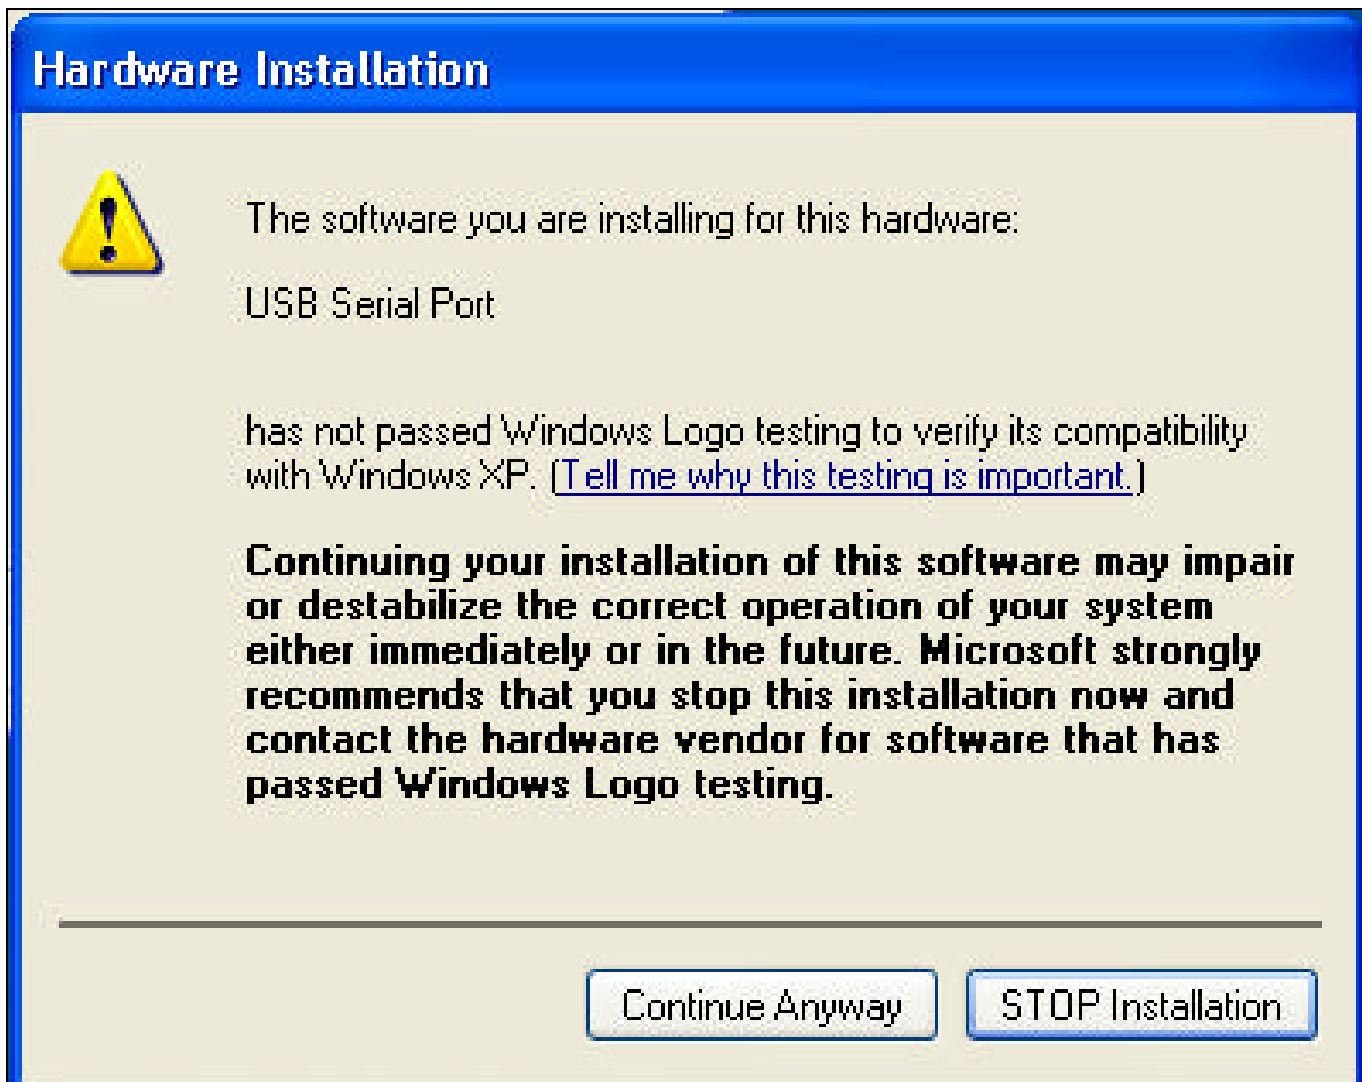 Hardware Installation
The software you are installing for this hardware:
USB Serial Port
has not passed Windows Logo testing to verify its compatibility
with Windows XP. (Tell me why this testing is important.)
Continuing your installation of this software may impair
or destabilize the correct operation of your system
either immediately or in the future. Microsoft strongly
recommends that you stop this installation now and
contact the hardware vendor for software that has
passed Windows Logo testing.
Continue Anyway
STOP Installation